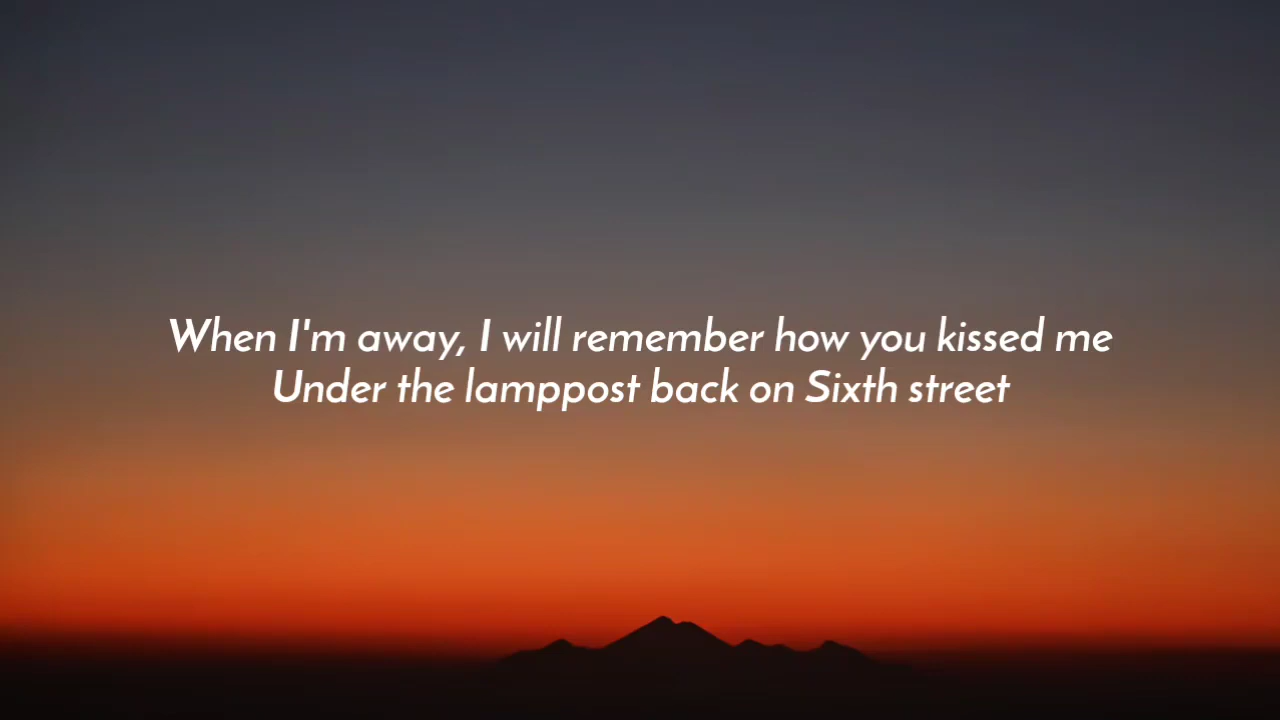 When I'm away, I will remember how you kissed me
Under the lamppost back on Sixth street